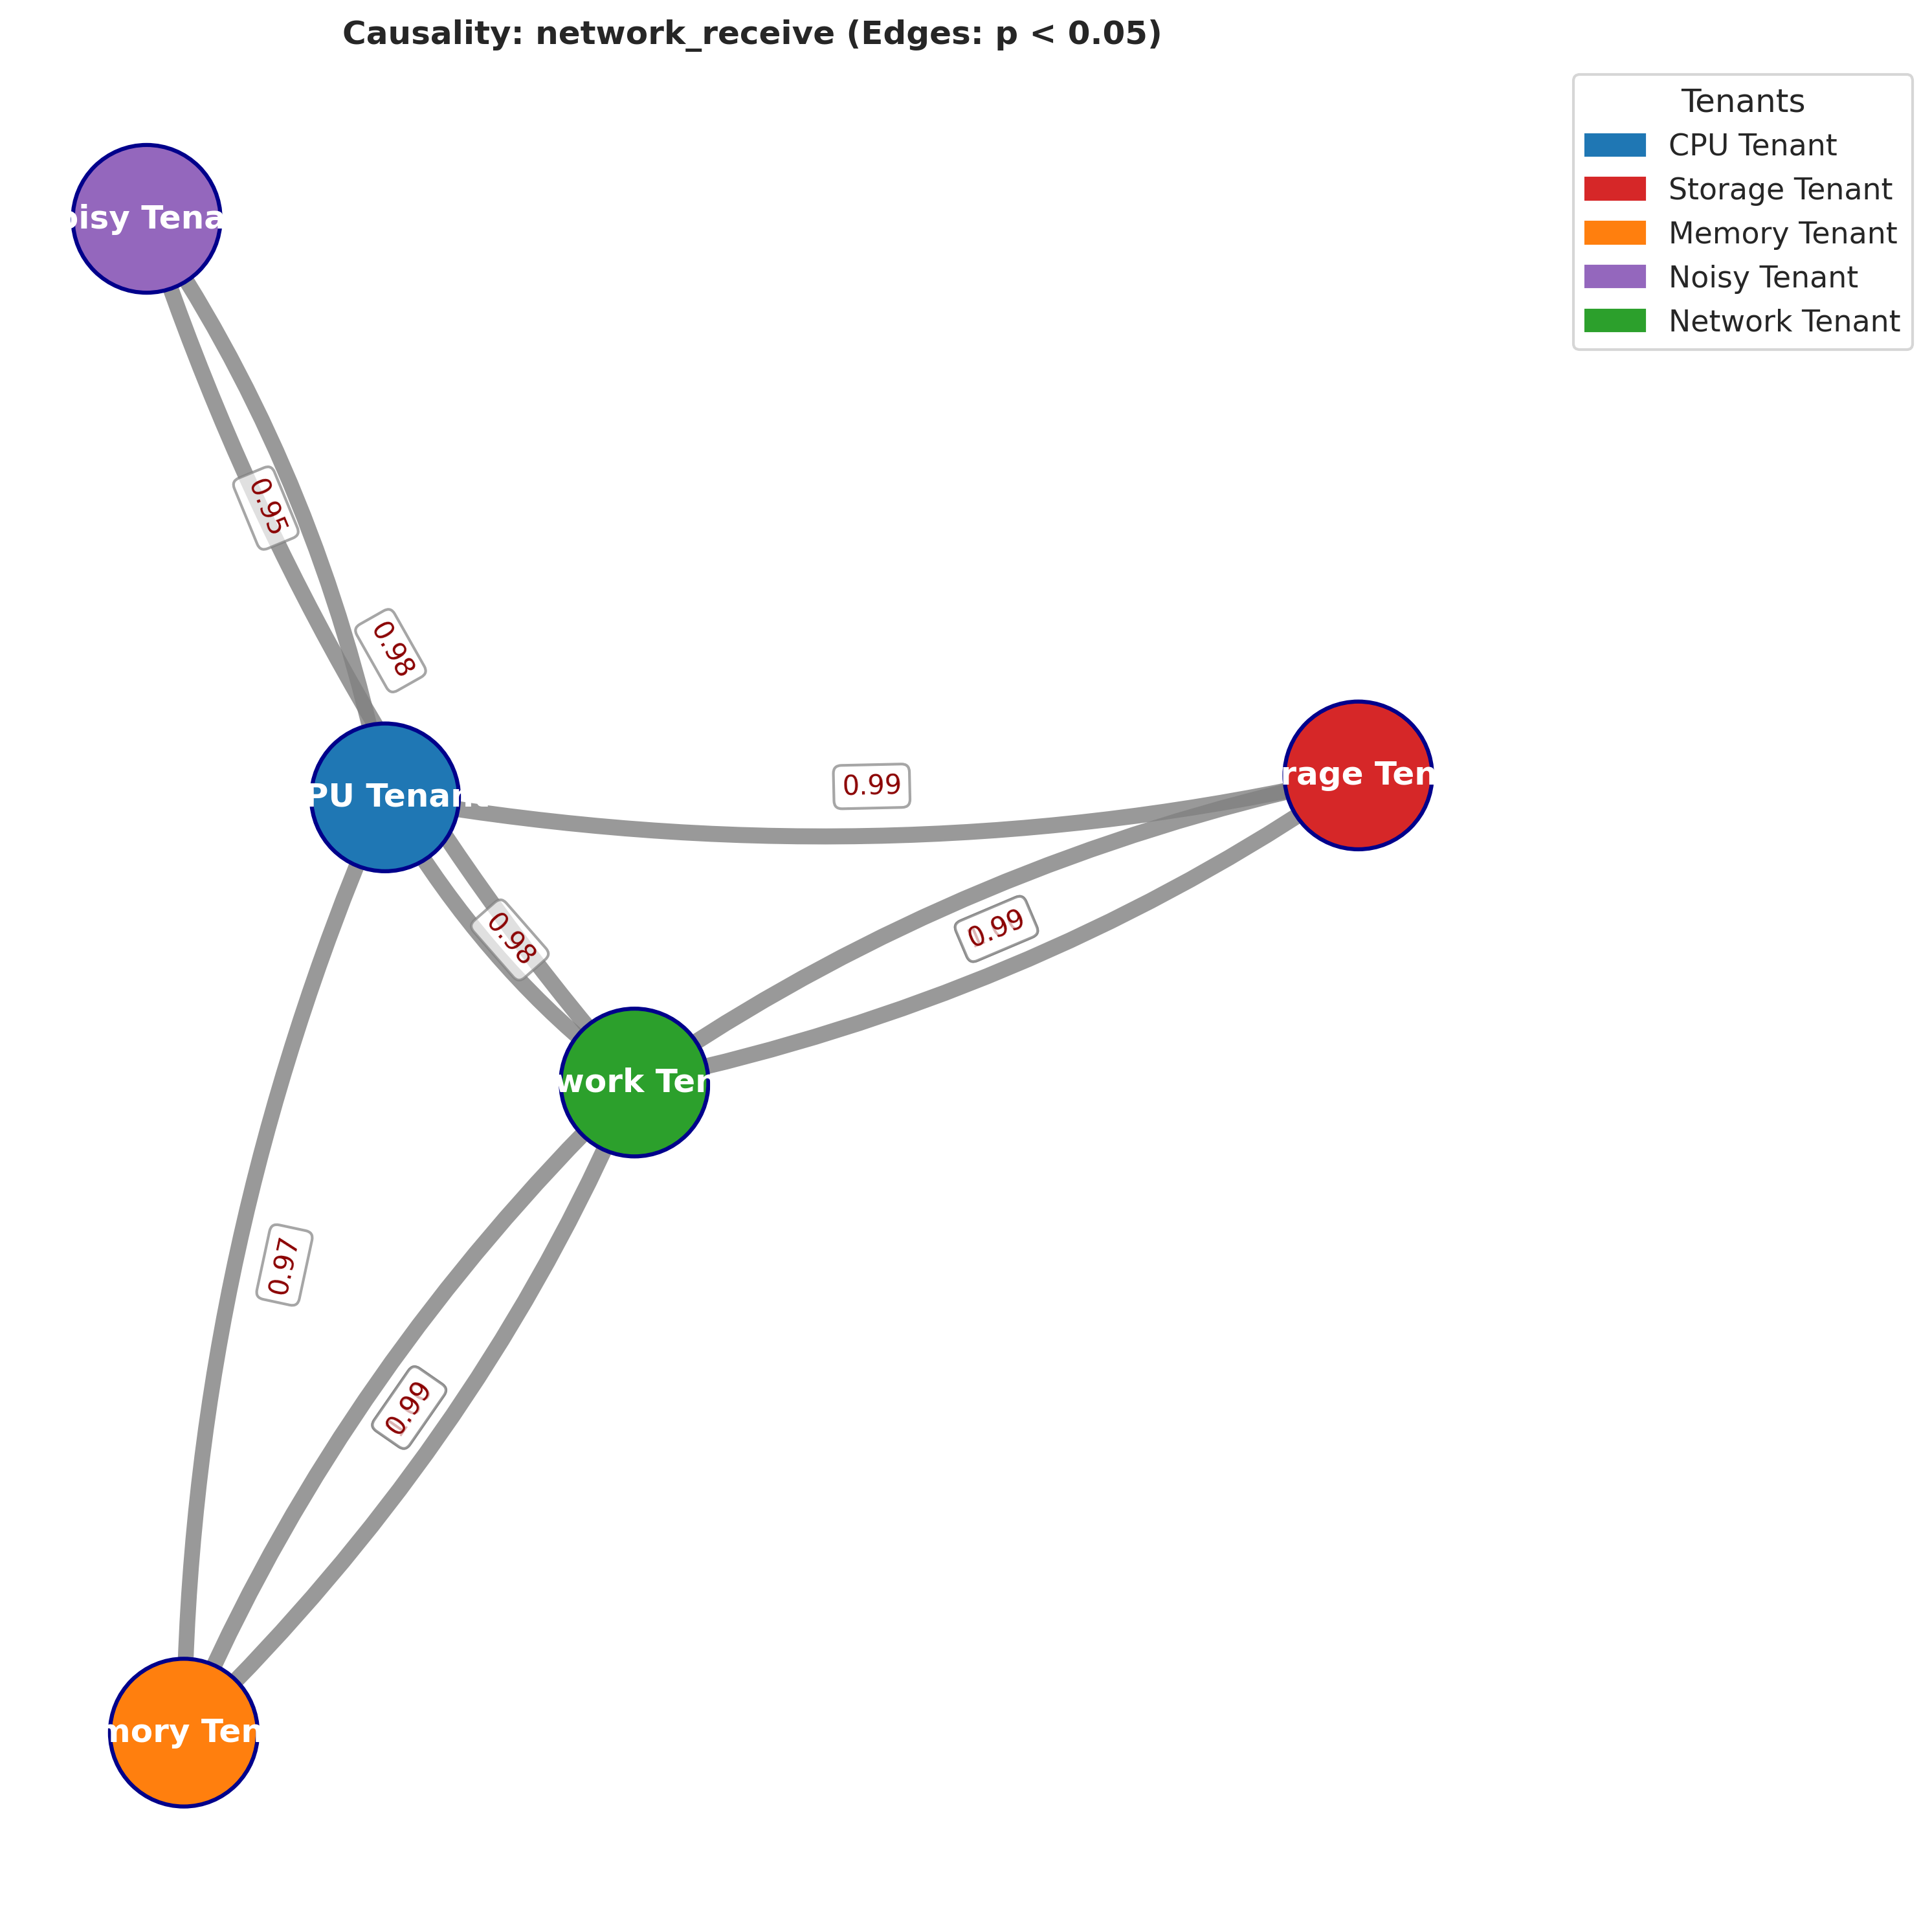 Causality: network_receive (Edges: p < 0.05)
Tenants
CPU Tenant
Storage Tenant
Memory Tenant
Noisy Tenant
Network Tenant
oisy Tena
0.95
0.98
PU Tenant
0.99
rage Ten
0.98
0.99
work Ten
0.97
0.99
mory Ten